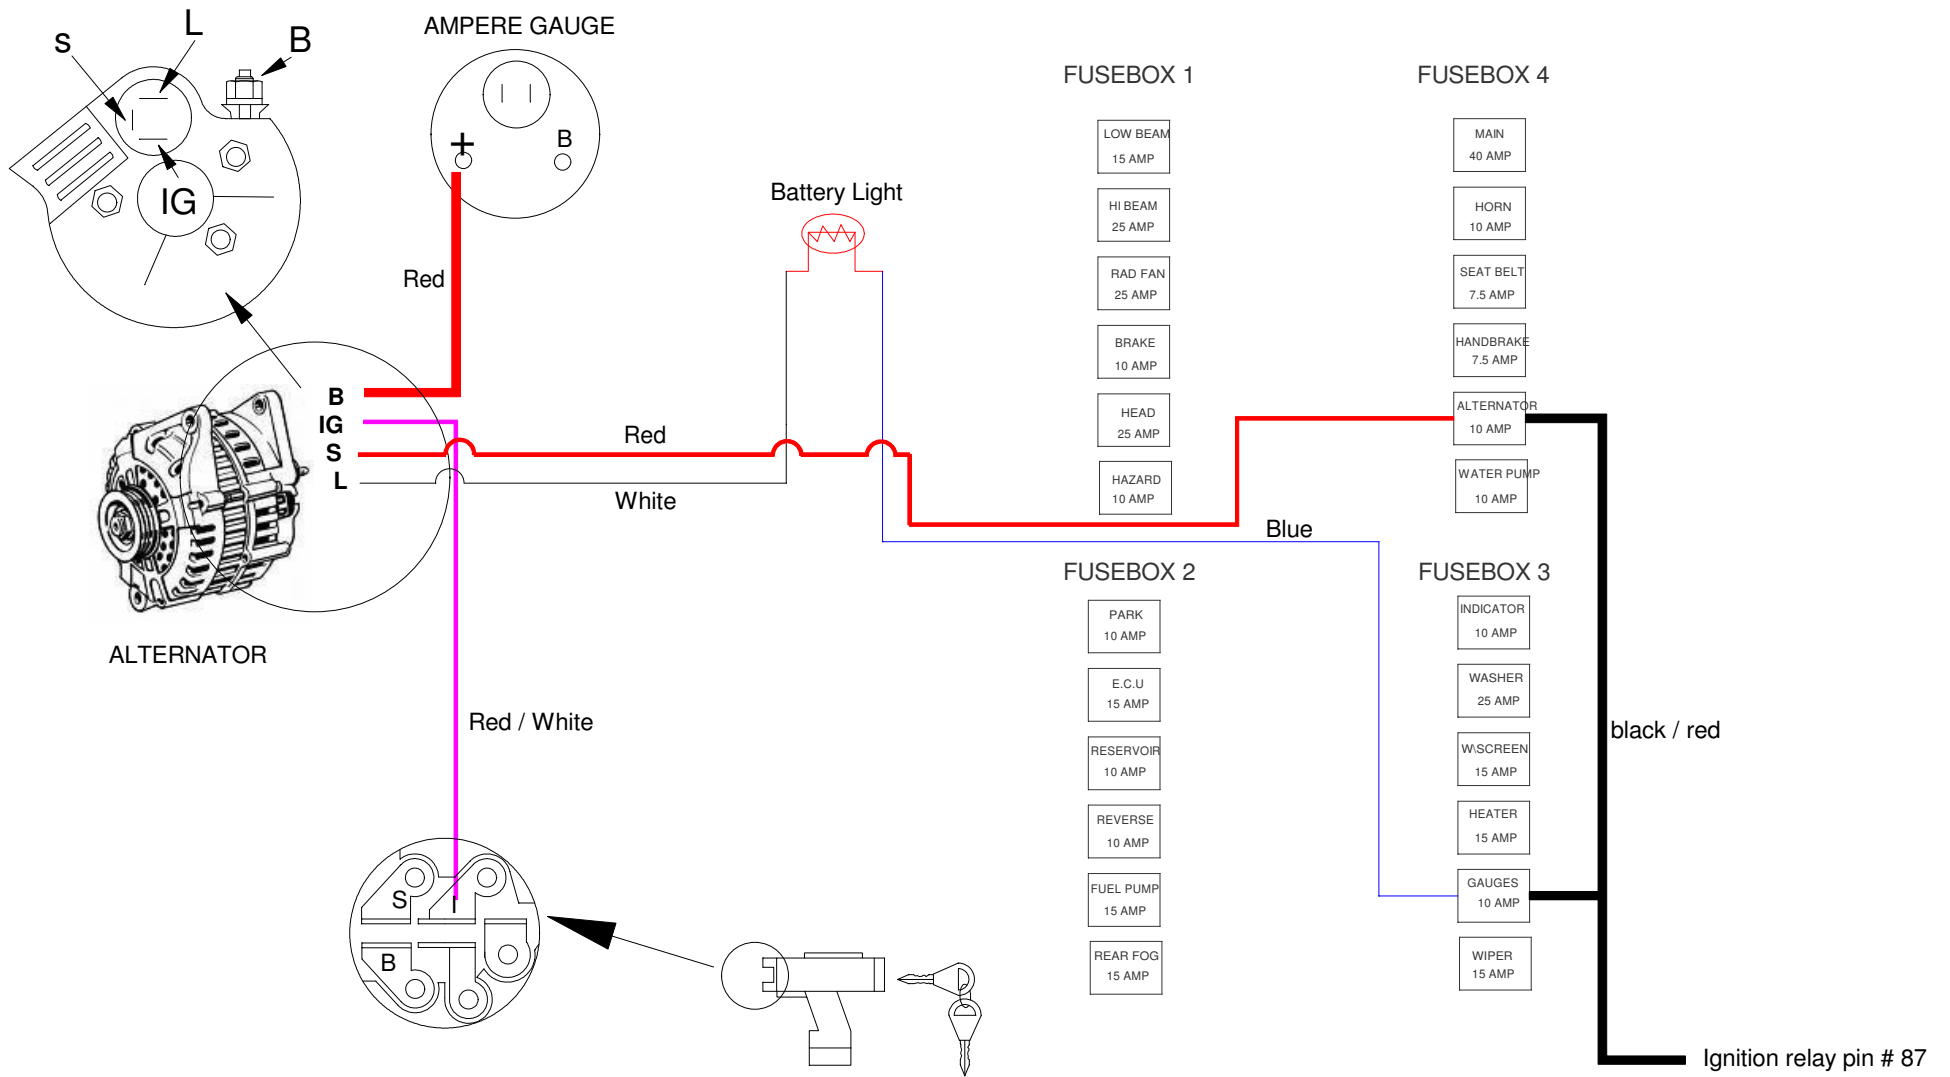 s
L
B
IG
AMPERE GAUGE
+
B
Red
Battery Light
B
IG
S
L
Red
White
ALTERNATOR
Red / White
S
I
B
Blue
FUSEBOX 1
LOW BEAM
15 AMP
HI BEAM
25 AMP
RAD FAN
25 AMP
BRAKE
10 AMP
HEAD
25 AMP
HAZARD
10 AMP
FUSEBOX 4
MAIN
40 AMP
HORN
10 AMP
SEAT BELT
7.5 AMP
HANDBRAKE
7.5 AMP
ALTERNATOR
10 AMP
WATER PUMP
10 AMP
FUSEBOX 2
PARK
10 AMP
E.C.U
15 AMP
RESERVOIR
10 AMP
REVERSE
10 AMP
FUEL PUMP
15 AMP
REAR FOG
15 AMP
FUSEBOX 3
INDICATOR
10 AMP
WASHER
25 AMP
W\SCREEN
15 AMP
HEATER
15 AMP
GAUGES
10 AMP
WIPER
15 AMP
black / red
Ignition relay pin # 87